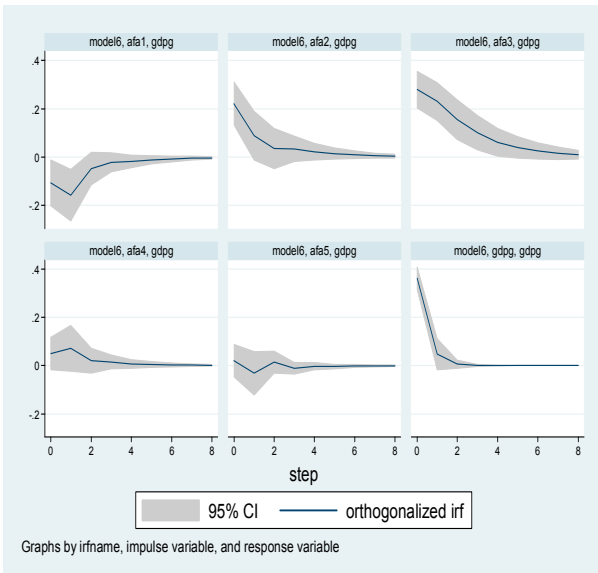 model6, afa1, gdpg
model6, afa2, gdpg
model6, afa3, gdpg
.4
.2
0
-.2
model6, afa4, gdpg
model6, afa5, gdpg
model6, gdpg, gdpg
.4
.2
0
-.2
0 2 4 6 8
0 2 4 6 8
0 2 4 6 8
step
95% CI
orthogonalized irf
Graphs by irfname, impulse variable, and response variable